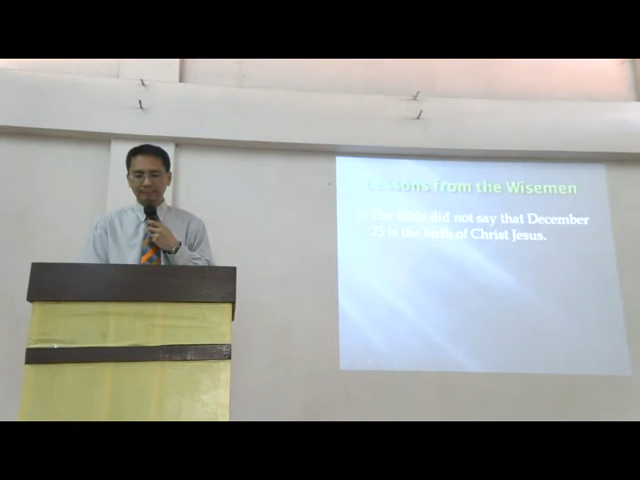 Lessons from the Wisemen
The Bible did not say that December
25 is the birth of Christ Jesus.